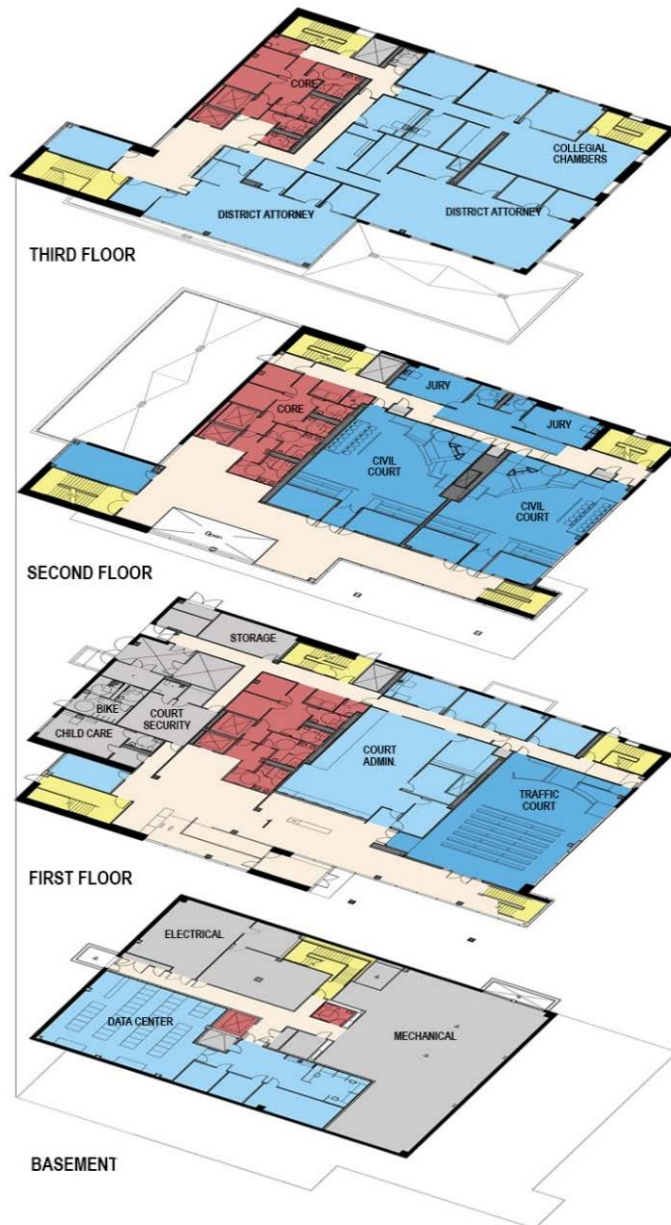 CORE
COLLEGIAL
CHAMBERS
DISTRICT ATTORNEY
DISTRICT ATTORNEY
THIRD FLOOR
JURY
CORE
JURY
CIVIL
COURT
CIVIL
COURT
Open
SECOND FLOOR
STORAGE
BIKE
COURT
SECURITY
CHILD CARE
COURT
ADMIN.
TRAFFIC
COURT
1
FIRST FLOOR
ELECTRICAL
DATA CENTER
MECHANICAL
BASEMENT